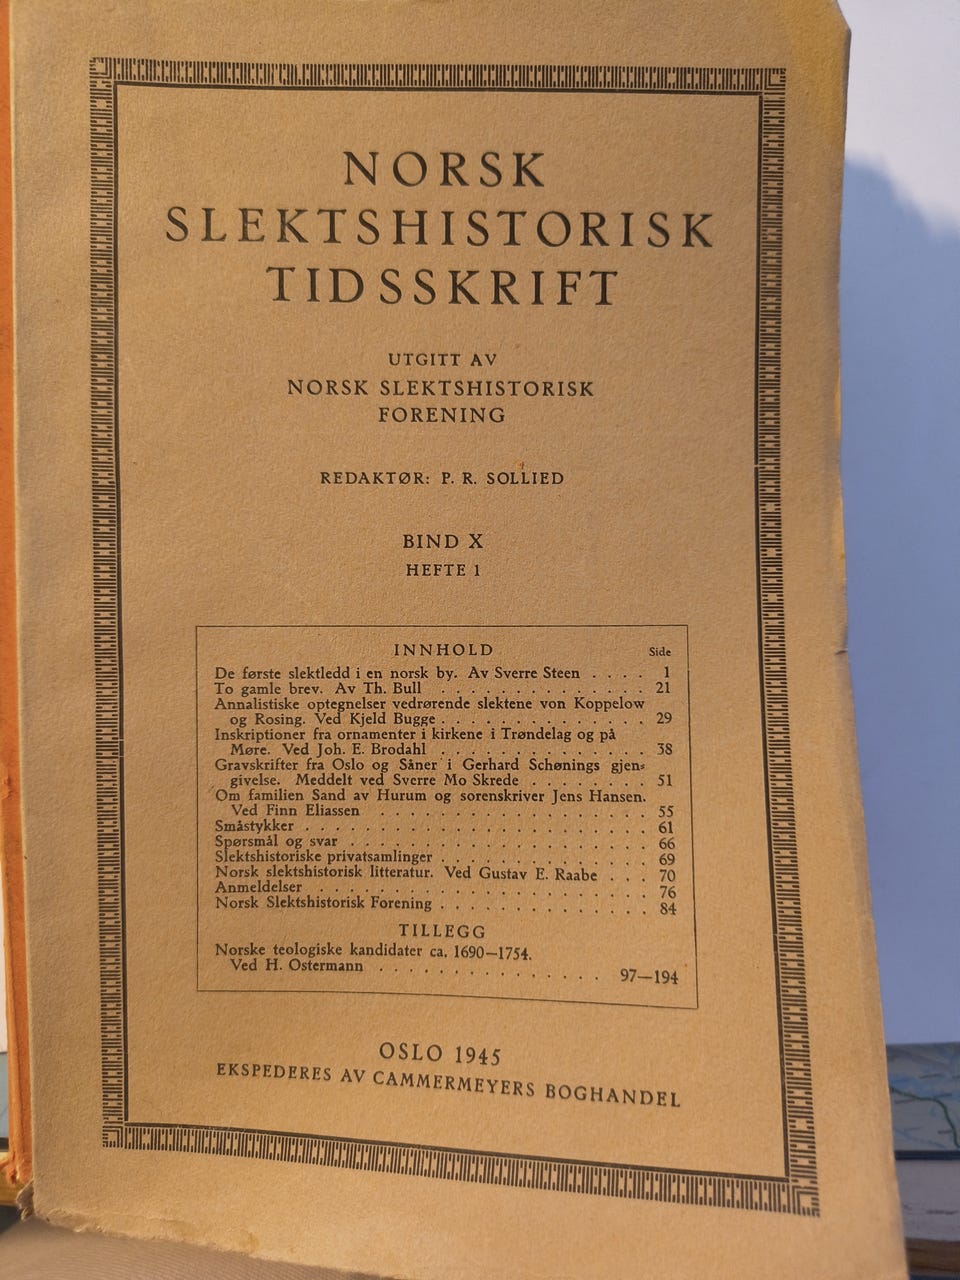 NORSK
SLEKTSHISTORISK
TIDSSKRIFT
UTGITT AV
NORSK SLEKTSHISTORISK
FORENING
REDAKTØR: P. R. SOLLIED
BIND X
HEFTE 1
INNHOLD Side
De første slektledd i en norsk by. Av Sverre Steen . . . . 1
To gamle brev. Av Th. Bull . . . . . . . . . . . . . . 21
Annalistiske optegnelser vedrørende slektene von Koppelow
og Rosing. Ved Kjeld Bugge . . . . . . . . . . . . . . 29
Inskriptioner fra ornamenter i kirkene i Trøndelag og på
Møre. Ved Joh. E. Brodahl . . . . . . . . . . . . . . 38
Gravskrifter fra Oslo og Såner i Gerhard Schønings gjen-
givelse. Meddelt ved Sverre Mo Skrede . . . . . . . . 51
Om familien Sand av Hurum og sorenskriver Jens Hansen.
Ved Finn Eliassen . . . . . . . . . . . . . . . . . . 55
Småstykker . . . . . . . . . . . . . . . . . . . . . . 61
Spørsmål og svar . . . . . . . . . . . . . . . . . . . 66
Slektshistoriske privatsamlinger . . . . . . . . . . . . . . 69
Norsk slektshistorisk litteratur. Ved Gustav E. Raabe . . . 70
Anmeldelser . . . . . . . . . . . . . . . . . . . . . 76
Norsk Slektshistorisk Forening . . . . . . . . . . . . . . 84
TILLEGG
Norske teologiske kandidater ca. 1690—1754.
Ved H. Ostermann . . . . . . . . . . . . . . . 97—194
OSLO 1945
EKSPEDERES AV CAMMERMEYERS BOGHANDEL